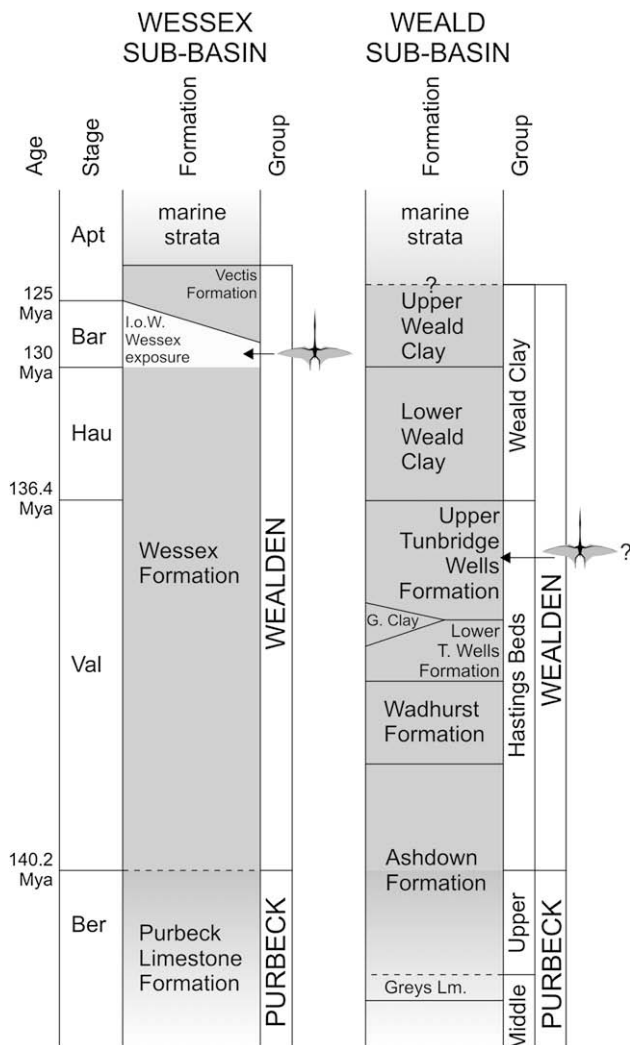 WESSEX
SUB-BASIN
WEALD
SUB-BASIN
Age
Stage
Formation
Group
Formation
Group
marine
strata
marine
strata
Apt
Vectis
Formation
?
125
Mya
Upper
Weald
Clay
I.o.W.
Wessex
exposure
Bar
130
Mya
Weald Clay
Lower
Weald
Clay
Hau
136.4
Mya
Upper
Tunbridge
Wells
Formation
?
Wessex
Formation
WEALDEN
G. Clay
Lower
T. Wells
Formation
Val
Wadhurst
Formation
Hastings Beds
WEALDEN
140.2
Mya
Ashdown
Formation
Ber
Purbeck
Limestone
Formation
PURBECK
Upper
PURBECK
Greys Lm.
Middle